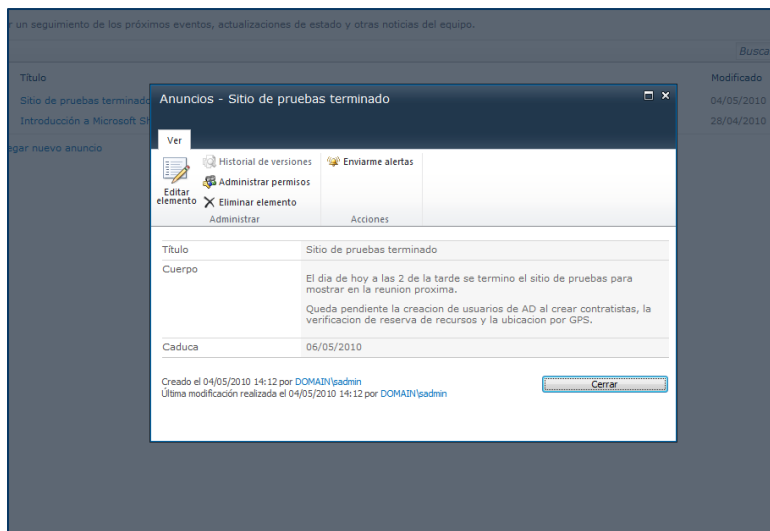 r un seguimiento de los próximos eventos, actualizaciones de estado y otras noticias del equipo.
Busca
Título
Modificado
Sitio de pruebas terminado
04/05/2010
Introducción a Microsoft Sh
28/04/2010
egar nuevo anuncio
Anuncios - Sitio de pruebas terminado
Ver
Editar
elemento
Historial de versiones
Administrar permisos
Eliminar elemento
Administrar
Enviarme alertas
Acciones
Título
Sitio de pruebas terminado
Cuerpo
El dia de hoy a las 2 de la tarde se termino el sitio de pruebas para
mostrar en la reunion proxima.
Queda pendiente la creacion de usuarios de AD al crear contratistas, la
verificacion de reserva de recursos y la ubicacion por GPS.
Caduca
06/05/2010
Creado el 04/05/2010 14:12 por DOMAIN\sadmin
Última modificación realizada el 04/05/2010 14:12 por DOMAIN\sadmin
Cerrar